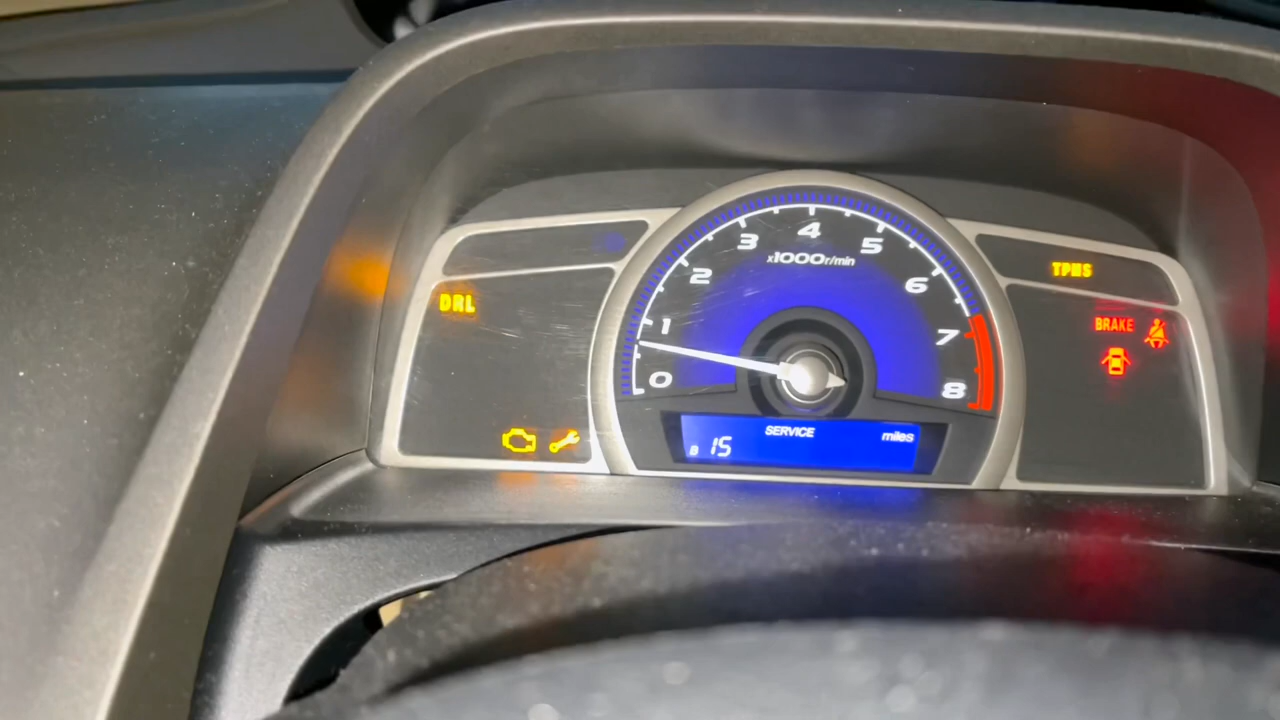 DRL
0
1
2
3
4
5
6
7
8
x1000r/min
SERVICE
miles
B 15
TPMS
BRAKE